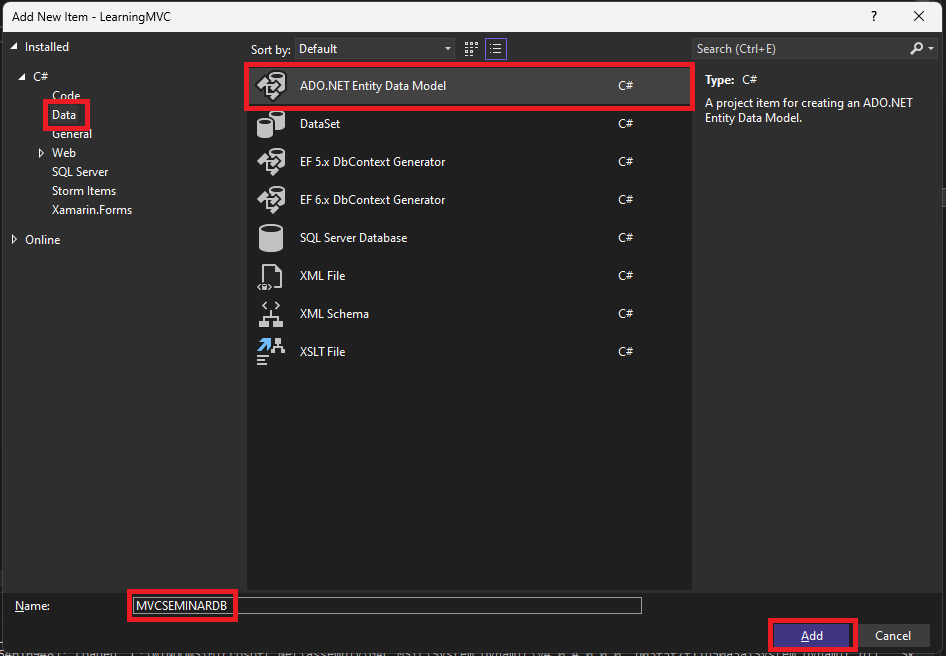 Add New Item - LearningMVC
?
Installed
Sort by: Default
Search (Ctrl+E)
C#
Code
Data
General
Web
SQL Server
Storm Items
Xamarin.Forms
Online
ADO.NET Entity Data Model C#
DataSet C#
EF 5.x DbContext Generator C#
EF 6.x DbContext Generator C#
SQL Server Database C#
XML File C#
XML Schema C#
XSLT File C#
Type: C#
A project item for creating an ADO.NET
Entity Data Model.
Name: MVCSEMINARDB
Add Cancel